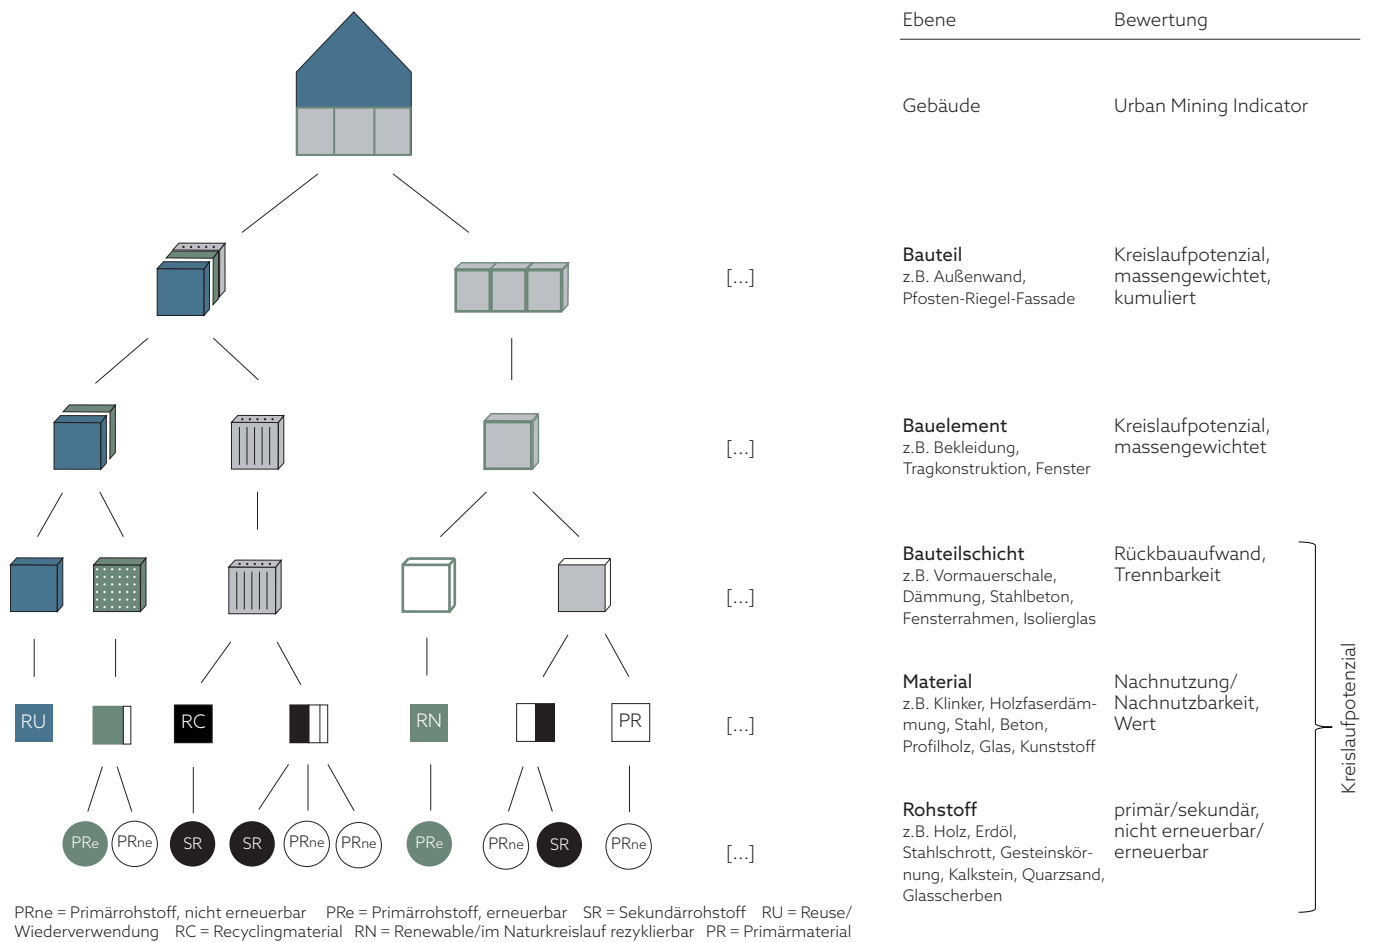 Ebene Bewertung
Gebäude Urban Mining Indicator
[...]
Bauteil
z.B. Außenwand,
Pfosten-Riegel-Fassade
Kreislaufpotenzial,
massengewichtet,
kumuliert
[...]
Bauelement
z.B. Bekleidung,
Tragkonstruktion, Fenster
Kreislaufpotenzial,
massengewichtet
[...]
Bauteilschicht
z.B. Vormauerschale,
Dämmung, Stahlbeton,
Fensterrahmen, Isolierglas
Rückbauaufwand,
Trennbarkeit
RU RC RN PR [...]
Material
z.B. Klinker, Holzfaserdäm-
mung, Stahl, Beton,
Profilholz, Glas, Kunststoff
Nachnutzung/
Nachnutzbarkeit,
Wert
PRe PRne SR SR PRne PRne PRe PRne SR PRne [...]
Rohstoff
z.B. Holz, Erdöl,
Stahlschrott, Gesteinskör-
nung, Kalkstein, Quarzsand,
Glasscherben
primär/sekundär,
nicht erneuerbar/
erneuerbar
Kreislaufpotenzial
PRne = Primärrohstoff, nicht erneuerbar PRe = Primärrohstoff, erneuerbar SR = Sekundärrohstoff RU = Reuse/
Wiederverwendung RC = Recyclingmaterial RN = Renewable/im Naturkreislauf rezyklierbar PR = Primärmaterial